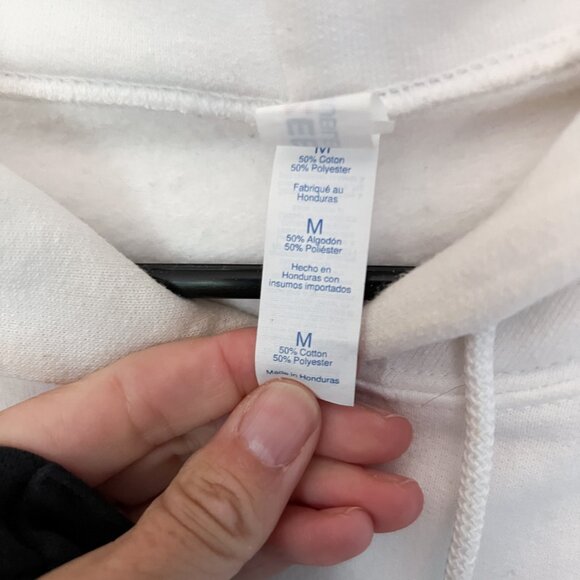 M
50% Coton
50% Polyester
Fabriqué au
Honduras
M
50% Algodón
50% Poliéster
Hecho en
Honduras con
insumos importados
M
50% Cotton
50% Polyester
Made in Honduras